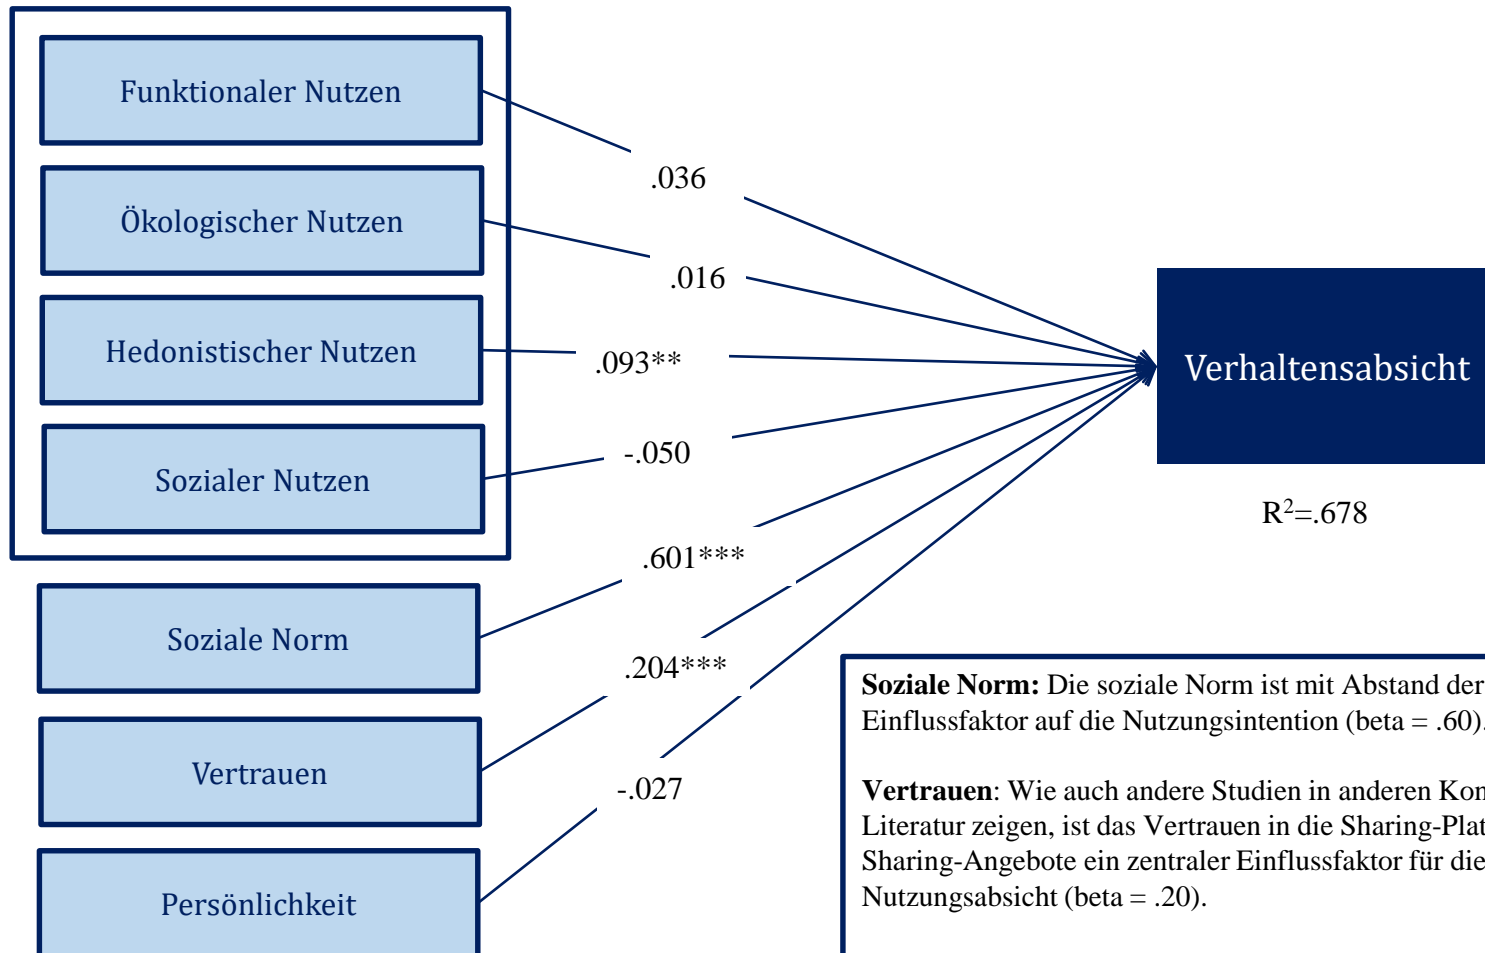 Funktionaler Nutzen
Ökologischer Nutzen
Hedonistischer Nutzen
Sozialer Nutzen
Soziale Norm
Vertrauen
Persönlichkeit
.036
.016
.093**
-.050
.601***
.204***
-.027
Verhaltensabsicht
R²=.678
Soziale Norm: Die soziale Norm ist mit Abstand der
Einflussfaktor auf die Nutzungsintention (beta = .60).
Vertrauen: Wie auch andere Studien in anderen Kon
Literatur zeigen, ist das Vertrauen in die Sharing-Plat
Sharing-Angebote ein zentraler Einflussfaktor für die
Nutzungsabsicht (beta = .20).